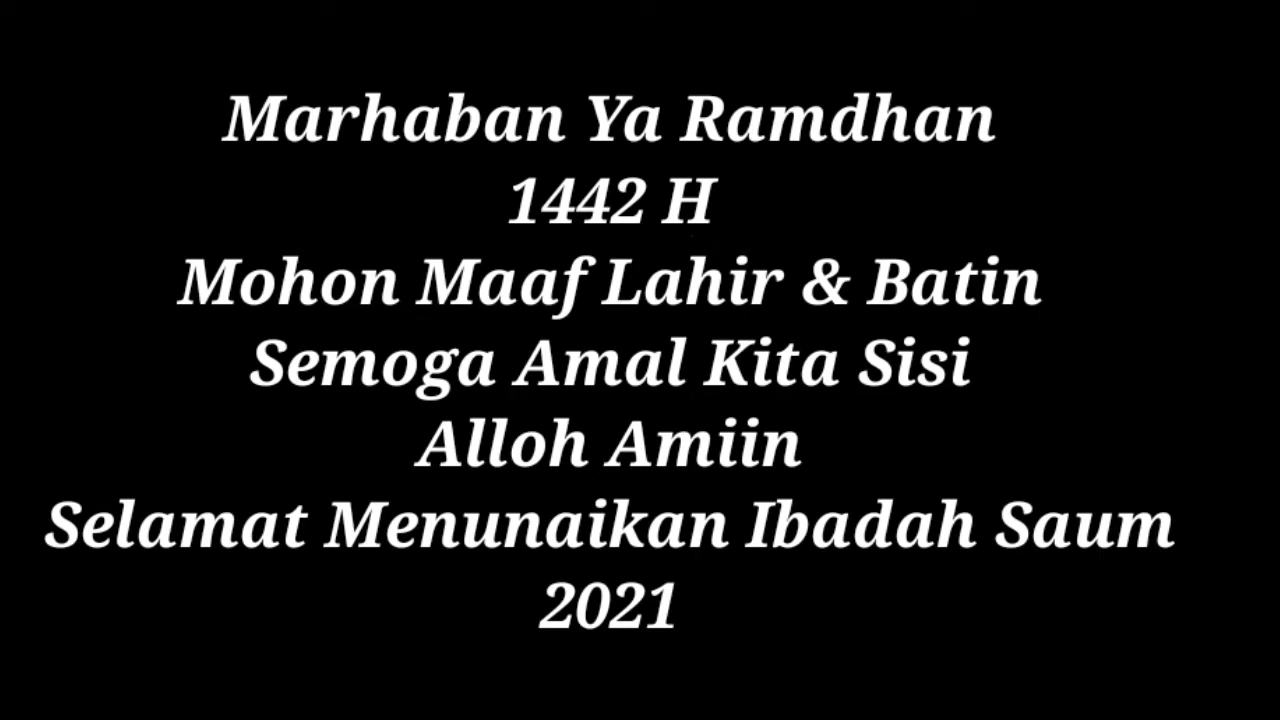 Marhaban Ya Ramdhan
1442 H
Mohon Maaf Lahir & Batin
Semoga Amal Kita Sisi
Alloh Amiin
Selamat Menunaikan Ibadah Saum
2021